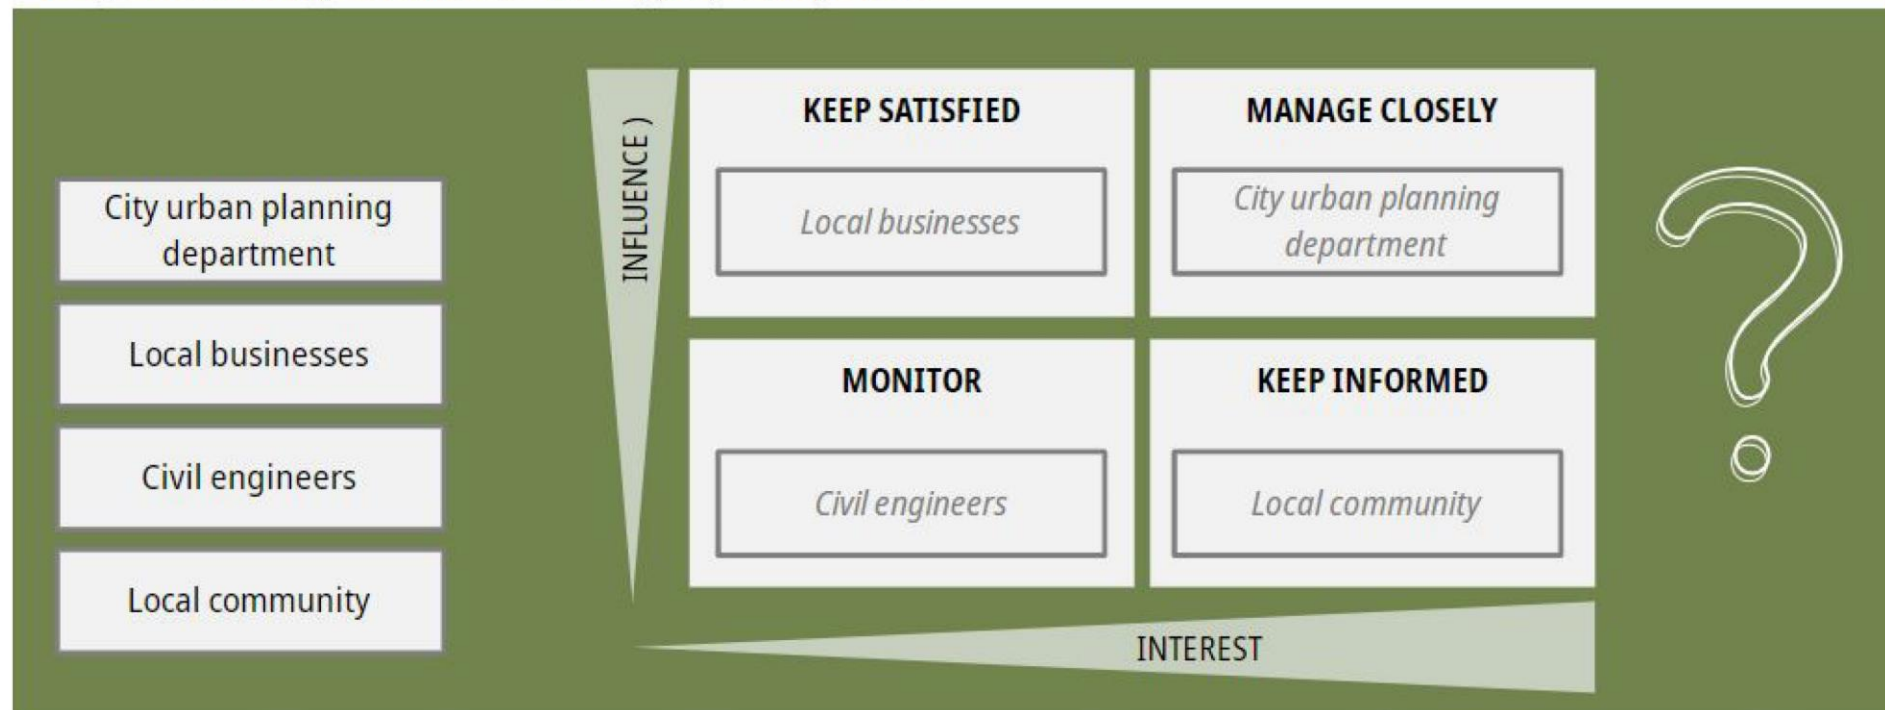 City urban planning
department
Local businesses
Civil engineers
Local community
INFLUENCE )
KEEP SATISFIED
Local businesses
MANAGE CLOSELY
City urban planning
department
MONITOR
Civil engineers
KEEP INFORMED
Local community
INTEREST
?